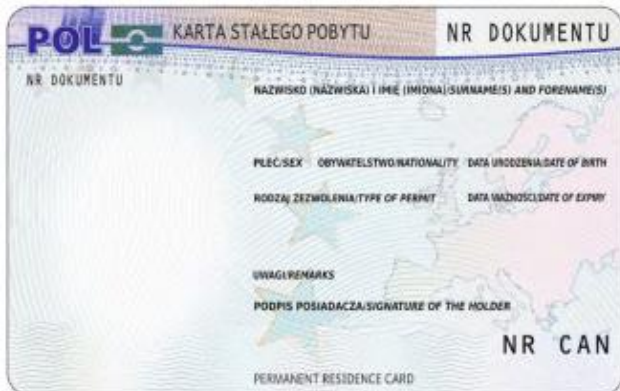 POL KARTA STAŁEGO POBYTU NR DOKUMENTU
NR DOKUMENTU
NAZWISKO (NAZWISKA) I IMIĘ (IMIONA)/SURNAME(S) AND FORENAME(S)
PŁEĆ/SEX OBYWATELSTWO/NATIONALITY DATA URODZENIA/DATE OF BIRTH
RODZAJ ZEZWOLENIA/TYPE OF PERMIT DATA WAŻNOŚCI/DATE OF EXPIRY
UWAGI/REMARKS
PODPIS POSIADACZA/SIGNATURE OF THE HOLDER
NR CAN
PERMANENT RESIDENCE CARD